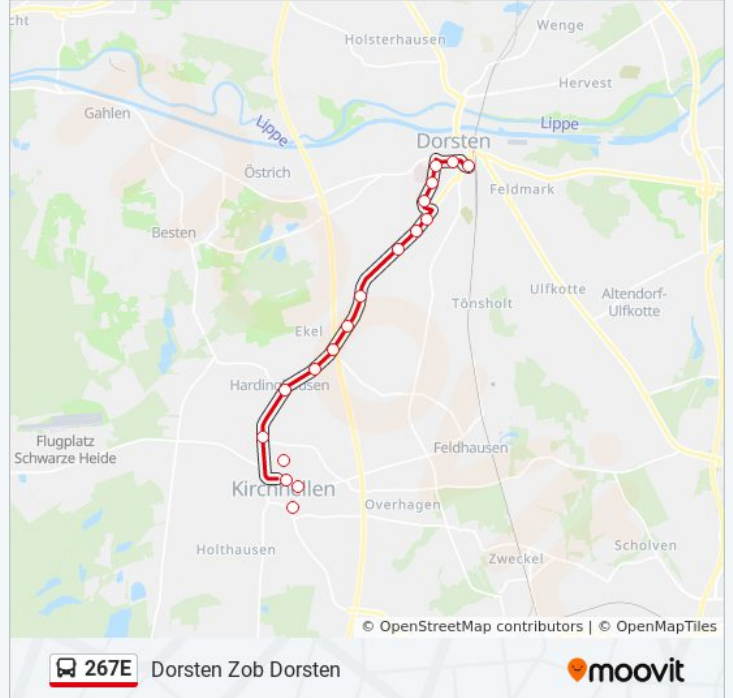 cht
Holsterhausen
Wenge
Hervest
Gahlen
Lippe
Lippe
Dorsten
Östrich
Feldmark
Besten
Ulfkotte
Altendorf-
Ulfkotte
Tönsholt
Ekel
Hardinghausen
Flugplatz
Schwarze Heide
Feldhausen
Kirchhellen
Overhagen
Holthausen
Zweckel
Scholven
© OpenStreetMap contributors | © OpenMapTiles
267E Dorsten Zob Dorsten
moovit